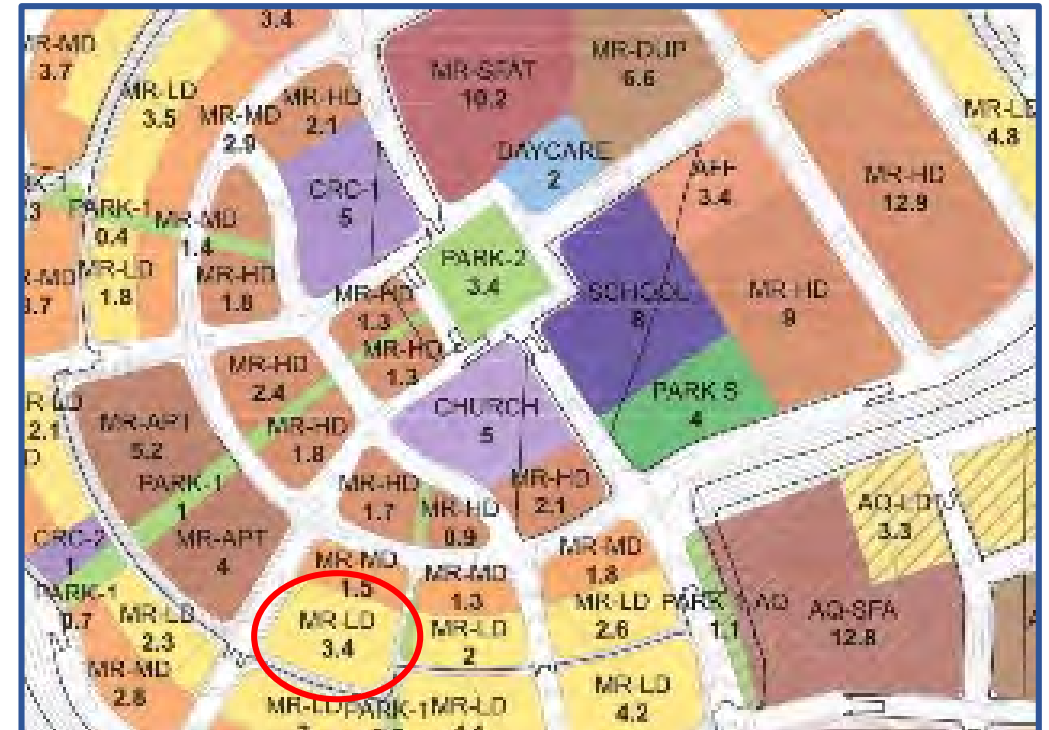 3.4
MR-MD
3.7
MR-LD
3.5
MR-MD
2.9
MR-HD
2.1
MR-SFAT
10.2
MR-DUP
6.6
MR-LD
4.8
DAYCARE
2
AFF
3.4
MR-HD
12.9
CRC-1
5
PARK-1
0.4
MR-MD
1.4
MR-LD
1.8
MR-HD
1.8
PARK-2
3.4
MR-HD
1.3
MR-HD
1.3
SCHOOL
8
MR-HD
9
MR-HD
2.4
MR-HD
1.8
MR-APT
5.2
2.1
CHURCH
5
PARK S
4
PARK-1
1
MR-APT
4
MR-HD
1.7
MR-HD
0.9
MR-HD
2.1
AQ-LD
3.3
CRC-2
1
PARK-1
0.7
MR-MD
1.5
MR-MD
1.3
MR-MD
1.8
MR-LD
2.3
MR-LD
3.4
MR-LD
2
MR-LD
2.6
PARK
1.1
AQ
AQ-SFA
12.8
MR-MD
2.6
MR-LD
PARK-1
MR-LD
MR-LD
4.2